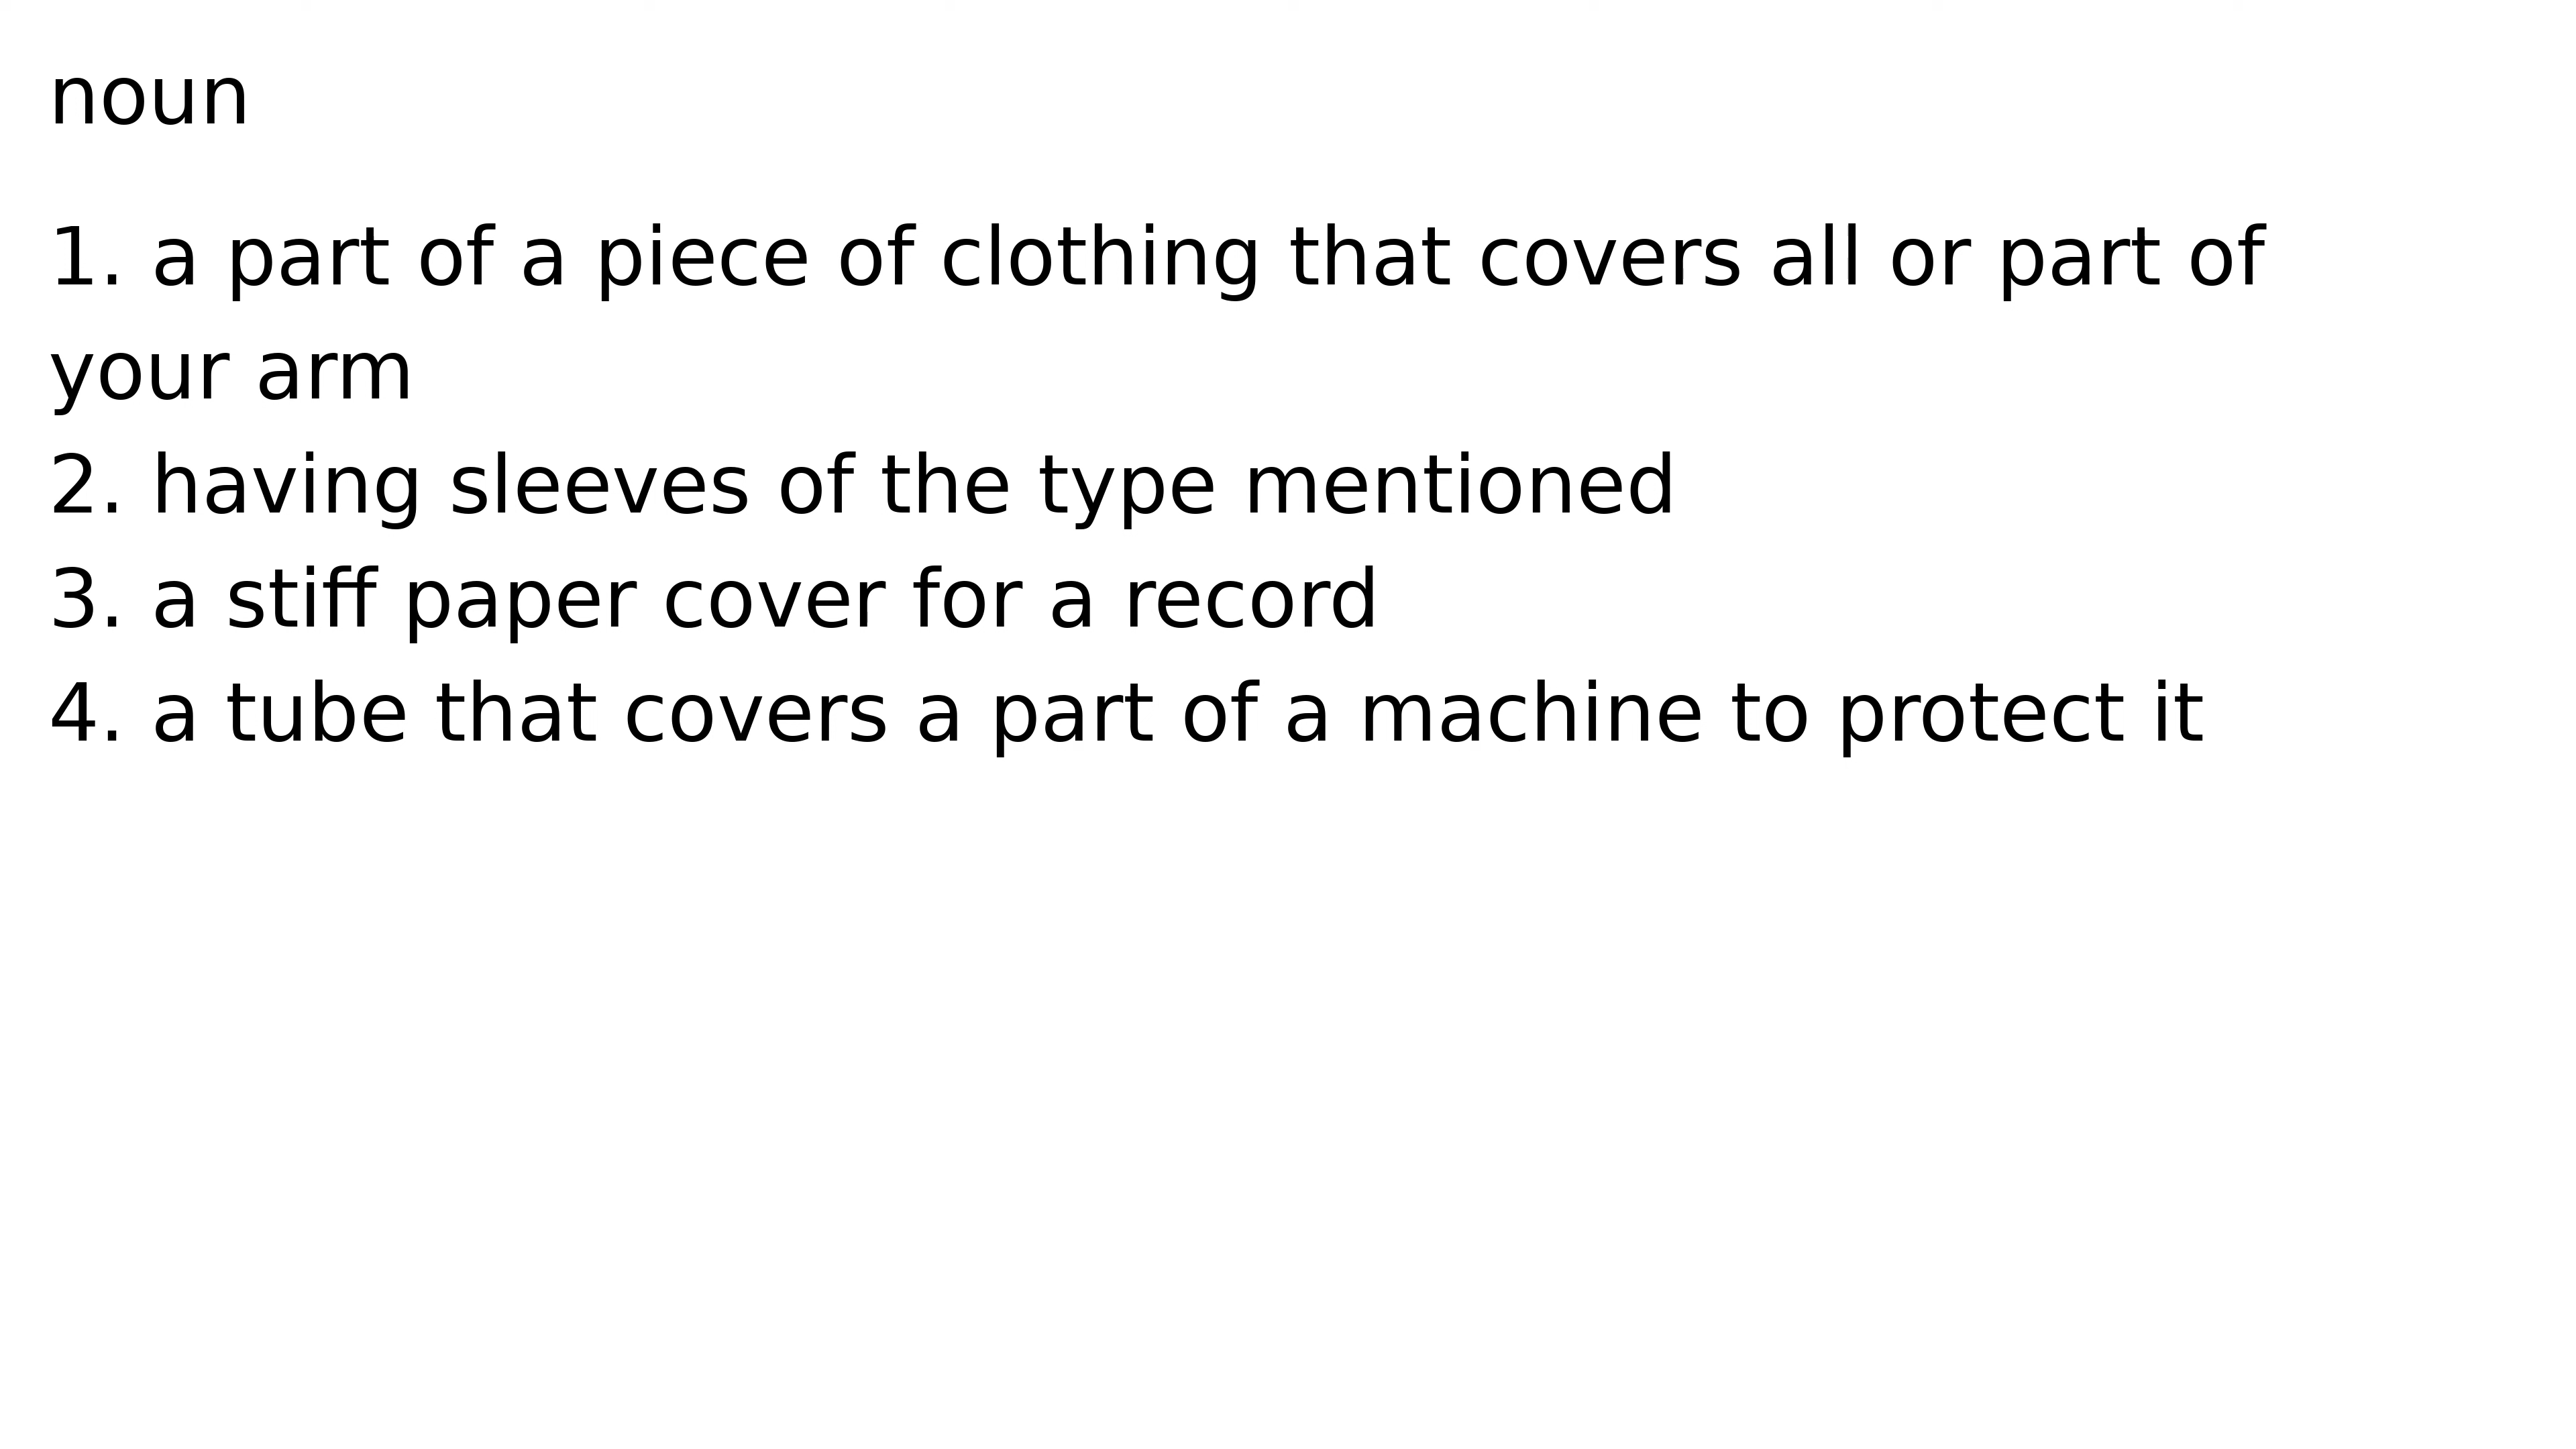 noun
1. a part of a piece of clothing that covers all or part of
your arm
2. having sleeves of the type mentioned
3. a stiff paper cover for a record
4. a tube that covers a part of a machine to protect it